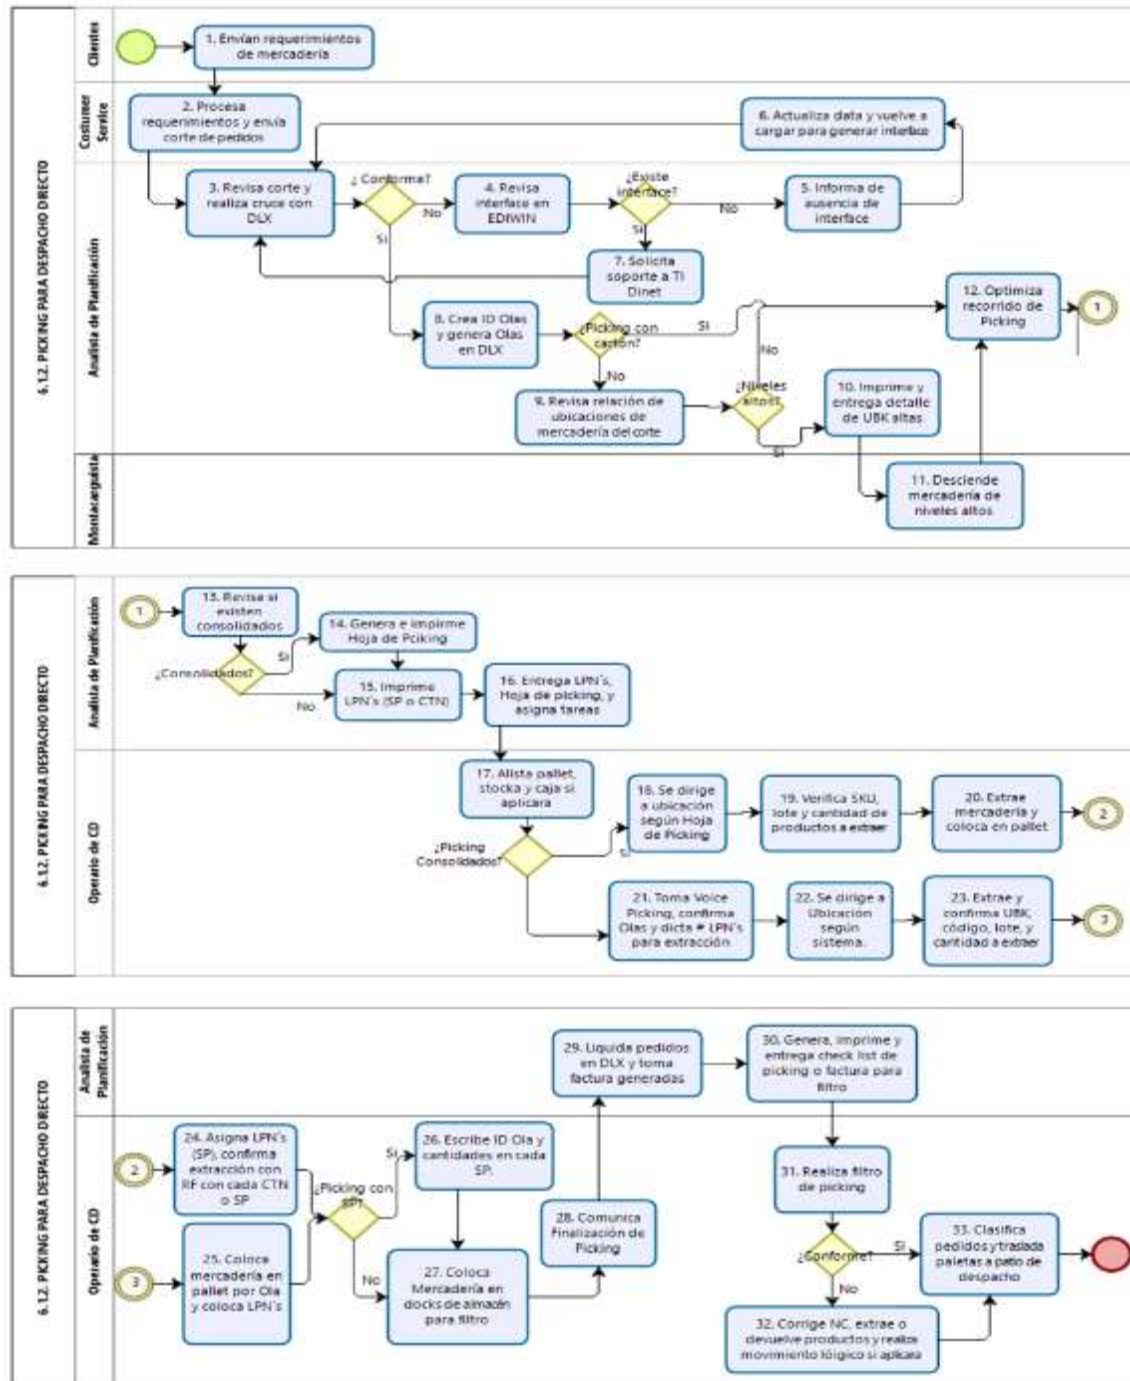 6.1.2. PICKING PARA DESPACHO DIRECTO
Clientes
1. Envían requerimientos
de mercadería
Costumer
Service
2. Procesa
requerimientos y envía
corte de pedidos
6. Actualiza data y vuelve a
cargar para generar interface
Analista de Planificación
3. Revisa corte y
realiza cruce con
DLX
¿ Conforma?
No
Si
4. Revisa
interface en
EDIWIN
¿Existe
interface?
No
Si
5. Informa de
ausencia de
interface
7. Solicita
soporte a TI
Dinet
8. Crea ID Olas
y genera Olas
en DLX
¿Picking con
cartón?
Si
No
12. Optimiza
recorrido de
Picking
1
9. Revisa relación de
ubicaciones de
mercadería del corte
¿Niveles
altos?
No
Si
10. Imprime y
entrega detalle
de UBK altas
Montacarguista
11. Desciende
mercadería de
niveles altos
6.1.2. PICKING PARA DESPACHO DIRECTO
Analista de Planificación
1
13. Revisa si
existen
consolidados
¿Consolidados?
Si
No
14. Genera e impirme
Hoja de Pciking
15. Imprime
LPN´s (SP o CTN)
16. Entrega LPN´s,
Hoja de picking, y
asigna tareas
Operario de CD
17. Alista pallet,
stocka y caja si
aplicara
¿Picking
Consolidados?
Si
18. Se dirige
a ubicación
según Hoja
de Picking
19. Verifica SKU,
lote y cantidad de
productos a extraer
20. Extrae
mercadería y
coloca en pallet
2
21. Toma Voice
Picking, confirma
Olas y dicta # LPN´s
para extracción
22. Se dirige a
Ubicación
según
sistema.
23. Extrae y
confirma UBK,
código, lote, y
cantidad a extraer
3
6.1.2. PICKING PARA DESPACHO DIRECTO
Analista de
Planificación
29. Liquida pedidos
en DLX y toma
factura generadas
30. Genera, imprime y
entrega check list de
picking o factura para
filtro
Operario de CD
2
24. Asigna LPN´s
(SP), confirma
extracción con
RF con cada CTN
o SP
3
25. Coloca
mercadería en
pallet por Ola
y coloca LPN´s
¿Picking con
SP?
Si
No
26. Escribe ID Ola y
cantidades en cada
SP.
27. Coloca
Mercadería en
docks de almacén
para filtro
28. Comunica
Finalización de
Picking
31. Realiza filtro
de picking
¿Conforme?
Si
No
33. Clasifica
pedidos y traslada
paletas a patio de
despacho
32. Corrige NC, extrae o
devuelve productos y realiza
movimiento lóigico si aplicara